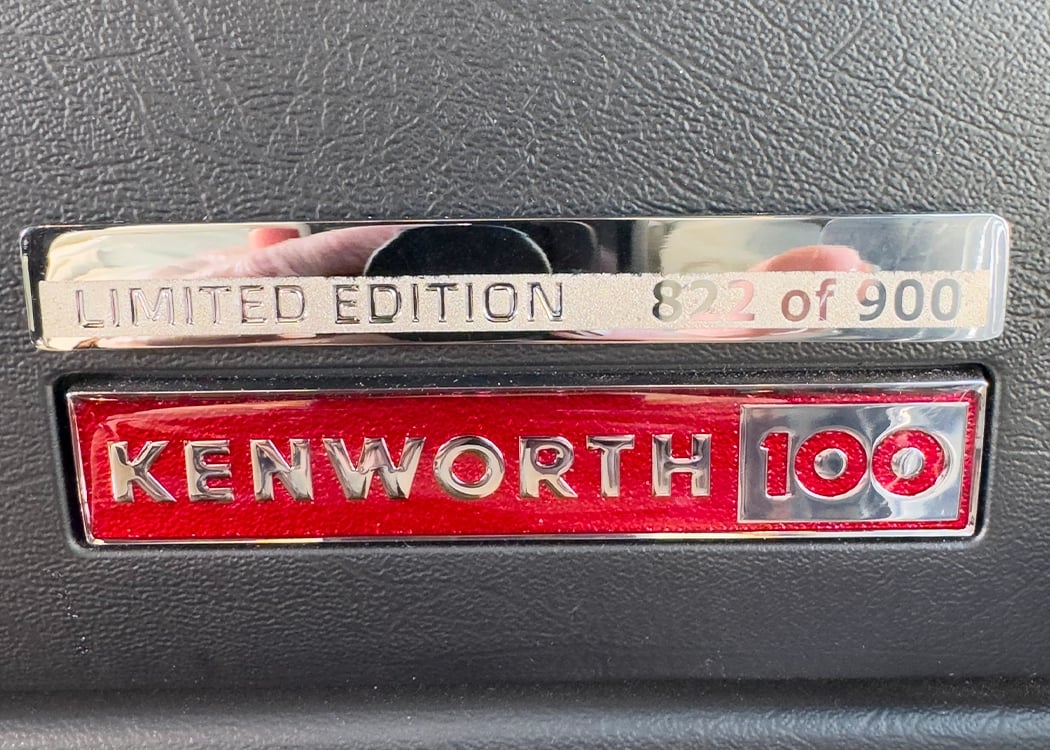 LIMITED EDITION 822 of 900
KENWORTH 100